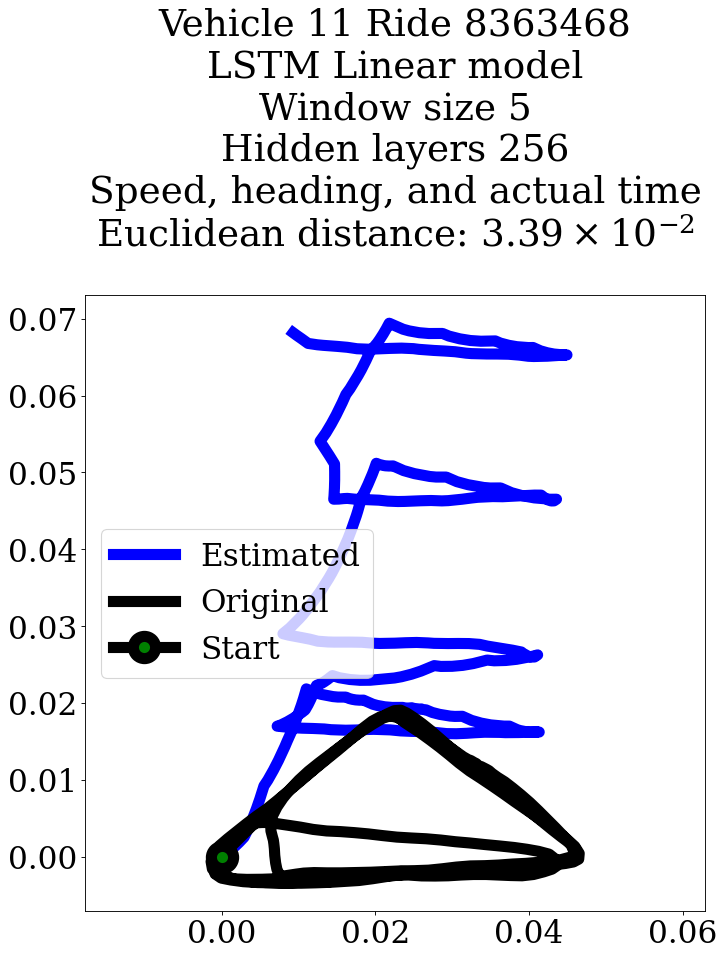 Vehicle 11 Ride 8363468
LSTM Linear model
Window size 5
Hidden layers 256
Speed, heading, and actual time
Euclidean distance: 3.39 × 10⁻²
0.07
0.06
0.05
0.04
0.03
0.02
0.01
0.00
Estimated
Original
Start
0.00 0.02 0.04 0.06